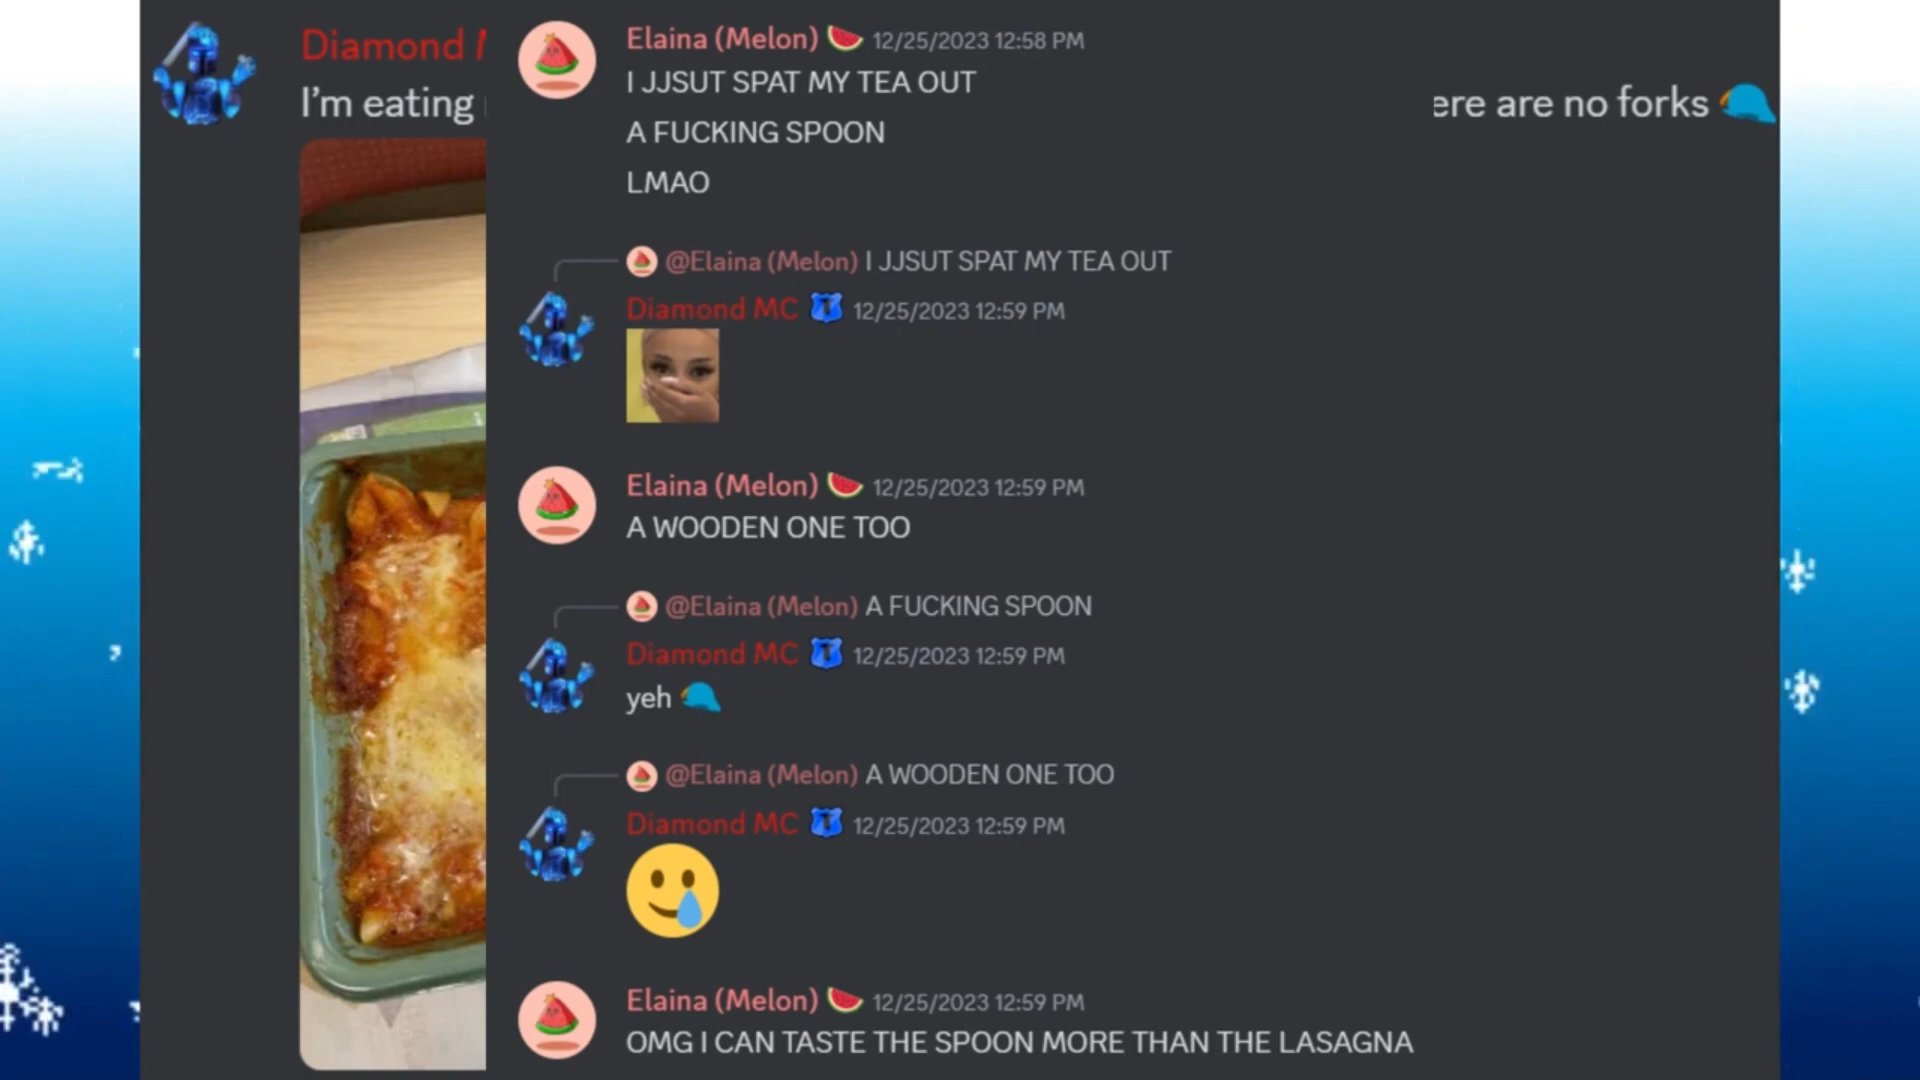 Diamond
I'm eating
ere are no forks
Elaina (Melon) 12/25/2023 12:58 PM
I JJSUT SPAT MY TEA OUT
A FUCKING SPOON
LMAO
@Elaina (Melon) I JJSUT SPAT MY TEA OUT
Diamond MC 12/25/2023 12:59 PM
Elaina (Melon) 12/25/2023 12:59 PM
A WOODEN ONE TOO
@Elaina (Melon) A FUCKING SPOON
Diamond MC 12/25/2023 12:59 PM
yeh
@Elaina (Melon) A WOODEN ONE TOO
Diamond MC 12/25/2023 12:59 PM
Elaina (Melon) 12/25/2023 12:59 PM
OMG I CAN TASTE THE SPOON MORE THAN THE LASAGNA